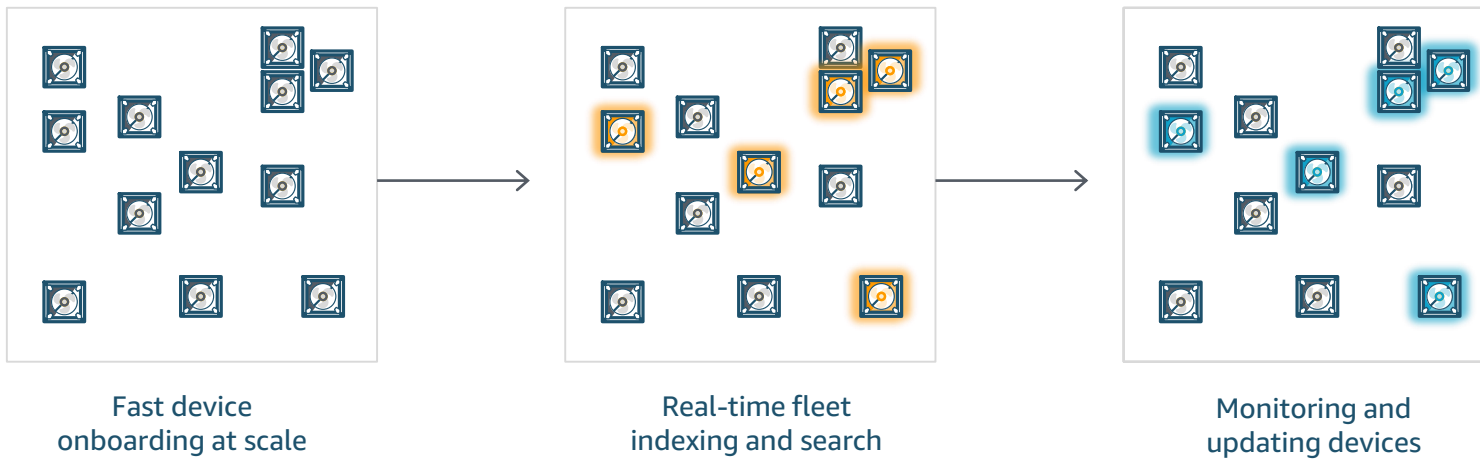 Fast device
onboarding at scale
Real-time fleet
indexing and search
Monitoring and
updating devices